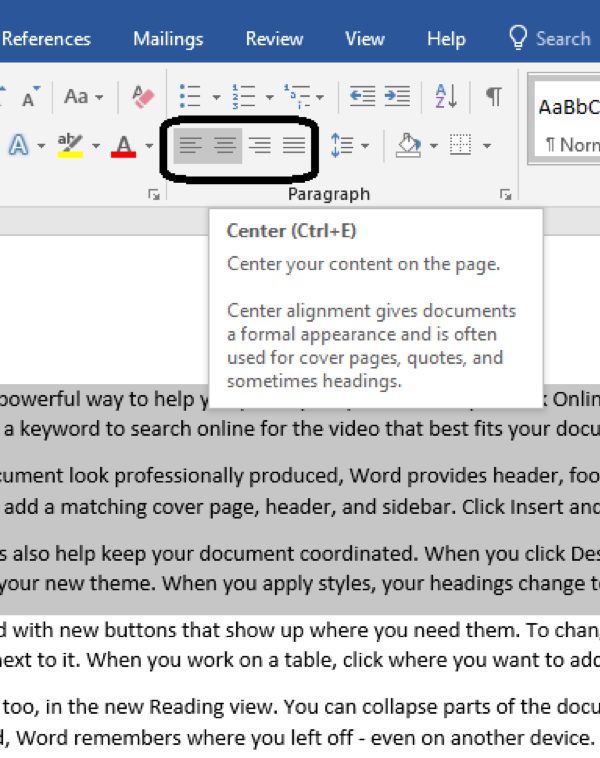 References Mailings Review View Help Search
A Aa A Z ¶ AaBbC
A aby A ¶ Norn
Paragraph
Center (Ctrl+E)
Center your content on the page.
Center alignment gives documents
a formal appearance and is often
used for cover pages, quotes, and
sometimes headings.
powerful way to help Onlin
a keyword to search online for the video that best fits your docu
cument look professionally produced, Word provides header, foo
add a matching cover page, header, and sidebar. Click Insert and
s also help keep your document coordinated. When you click Des
your new theme. When you apply styles, your headings change t
d with new buttons that show up where you need them. To chan
next to it. When you work on a table, click where you want to add
too, in the new Reading view. You can collapse parts of the docu
d, Word remembers where you left off - even on another device.